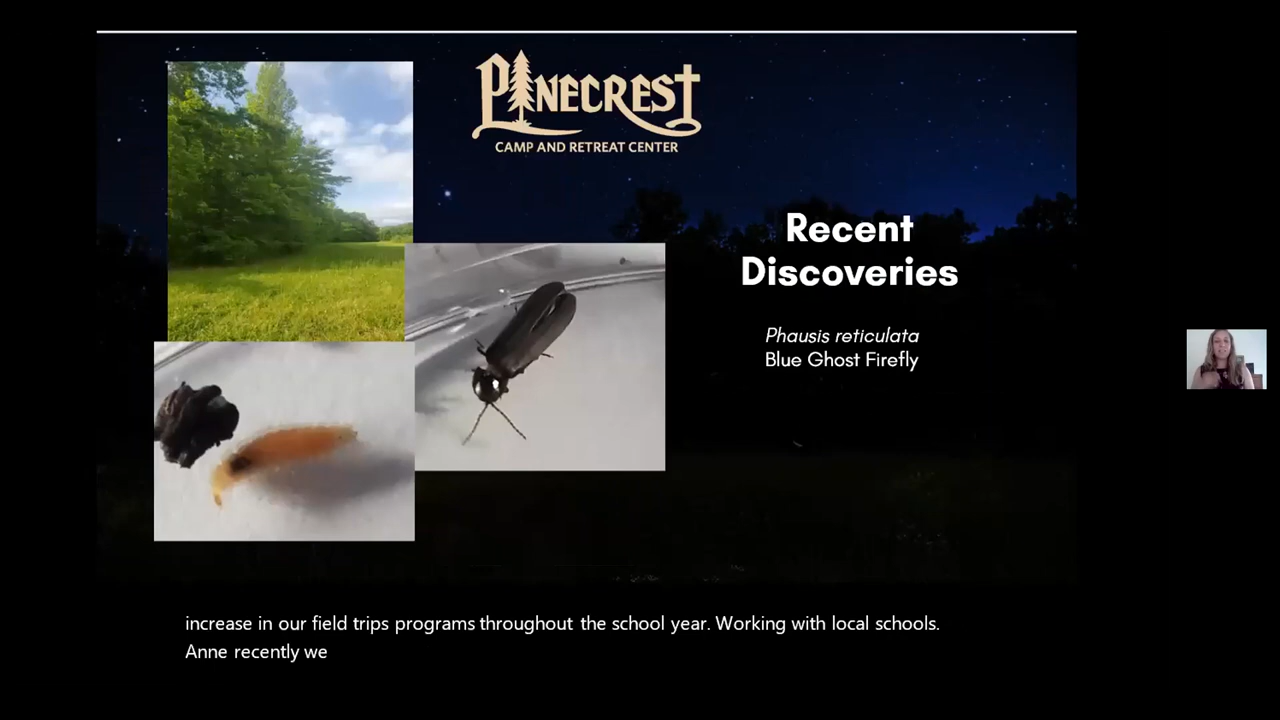 PINECREST
CAMP AND RETREAT CENTER
Recent
Discoveries
Phausis reticulata
Blue Ghost Firefly
increase in our field trips programs throughout the school year. Working with local schools.
Anne recently we